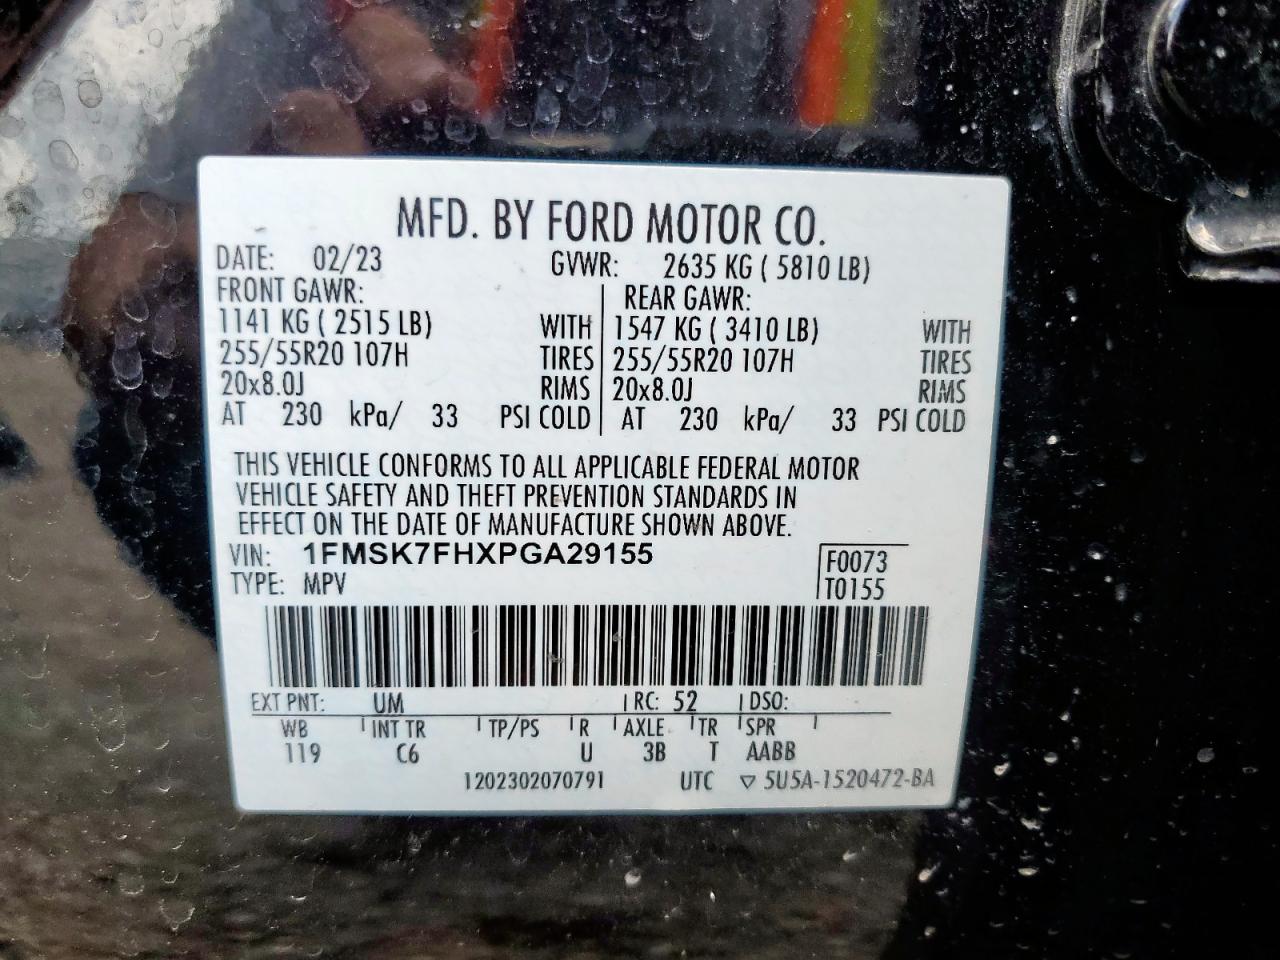 MFD. BY FORD MOTOR CO.
DATE: 02/23 GVWR: 2635 KG ( 5810 LB)
FRONT GAWR: REAR GAWR:
1141 KG ( 2515 LB) WITH 1547 KG ( 3410 LB) WITH
255/55R20 107H TIRES 255/55R20 107H TIRES
20x8.0J RIMS 20x8.0J RIMS
AT 230 kPa/ 33 PSI COLD AT 230 kPa/ 33 PSI COLD
THIS VEHICLE CONFORMS TO ALL APPLICABLE FEDERAL MOTOR
VEHICLE SAFETY AND THEFT PREVENTION STANDARDS IN
EFFECT ON THE DATE OF MANUFACTURE SHOWN ABOVE.
VIN: 1FMSK7FHXPGA29155 F0073
TYPE: MPV T0155
EXT PNT: UM RC: 52 DSO:
WB INT TR TP/PS R AXLE TR SPR
119 C6 U 3B T AABB
1202302070791 UTC ▽ 5U5A-1520472-BA